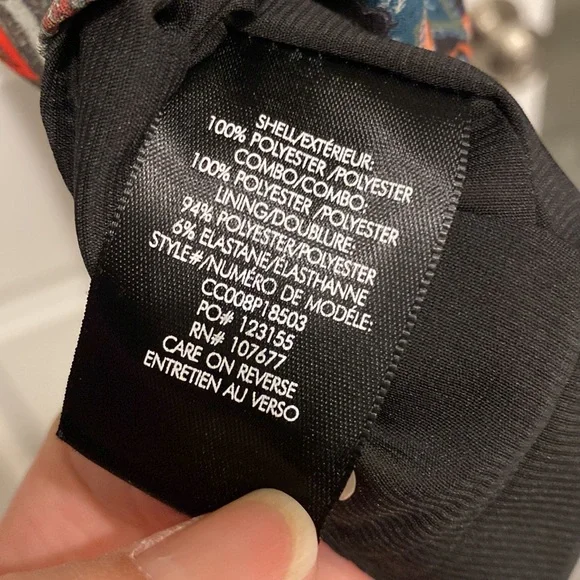 SHELL/EXTÉRIEUR:
100% POLYESTER /POLYESTER
COMBO/COMBO:
100% POLYESTER /POLYESTER
LINING/DOUBLURE:
94% POLYESTER/POLYESTER
6% ELASTANE/ÉLASTHANNE
STYLE#/NUMÉRO DE MODÈLE:
CC008P18503
PO# 123155
RN# 107677
CARE ON REVERSE
ENTRETIEN AU VERSO